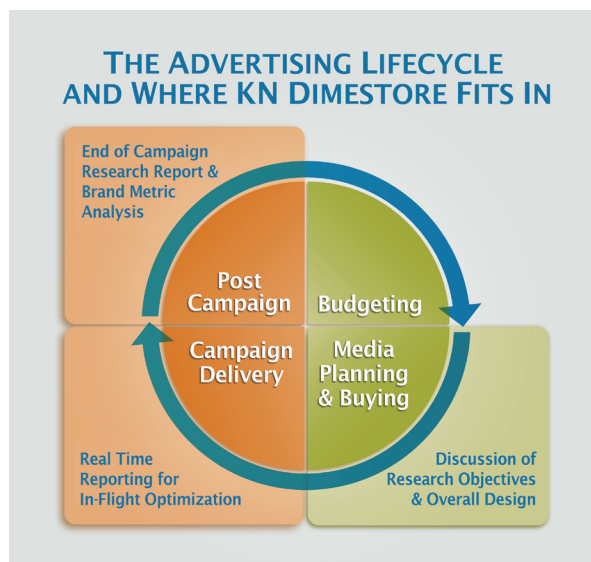 THE ADVERTISING LIFECYCLE
AND WHERE KN DIMESTORE FITS IN
End of Campaign
Research Report &
Brand Metric
Analysis
Post
Campaign
Budgeting
Campaign
Delivery
Media
Planning
& Buying
Real Time
Reporting for
In-Flight Optimization
Discussion of
Research Objectives
& Overall Design